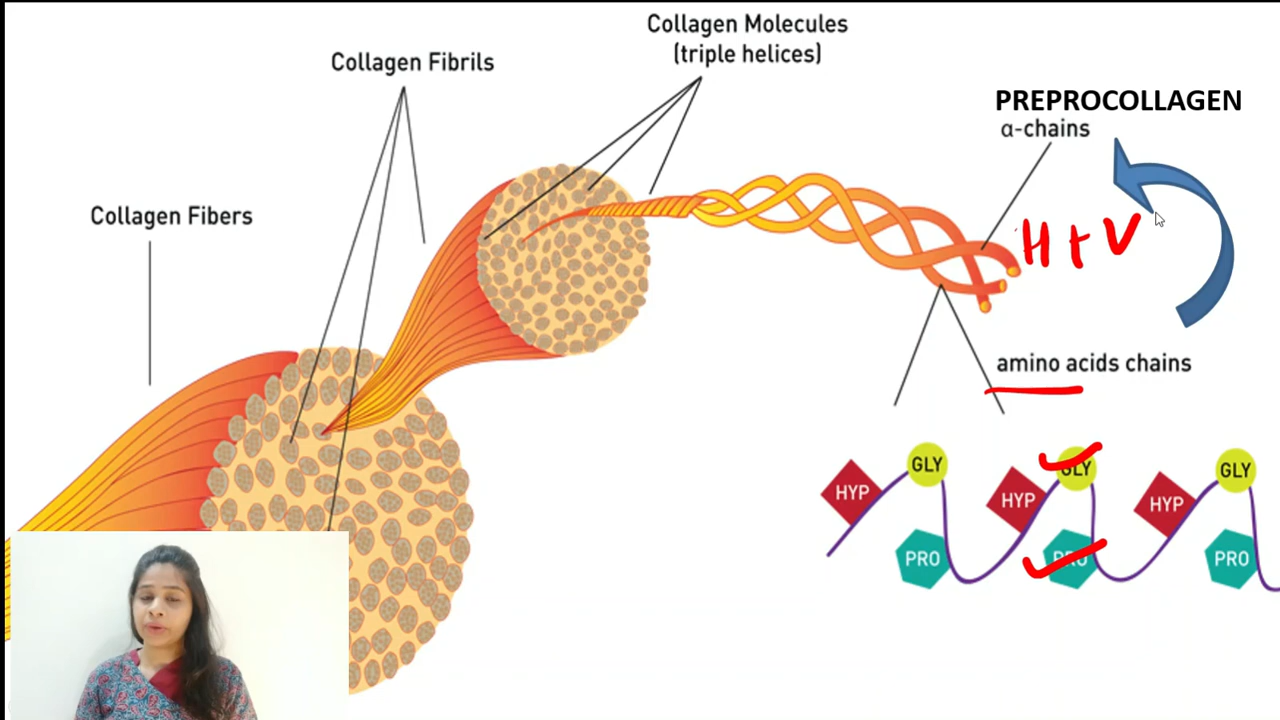 Collagen Molecules
(triple helices)
Collagen Fibrils
PREPROCOLLAGEN
α-chains
Collagen Fibers
H + V
amino acids chains
GLY
GLY
GLY
HYP
HYP
HYP
PRO
PRO
PRO